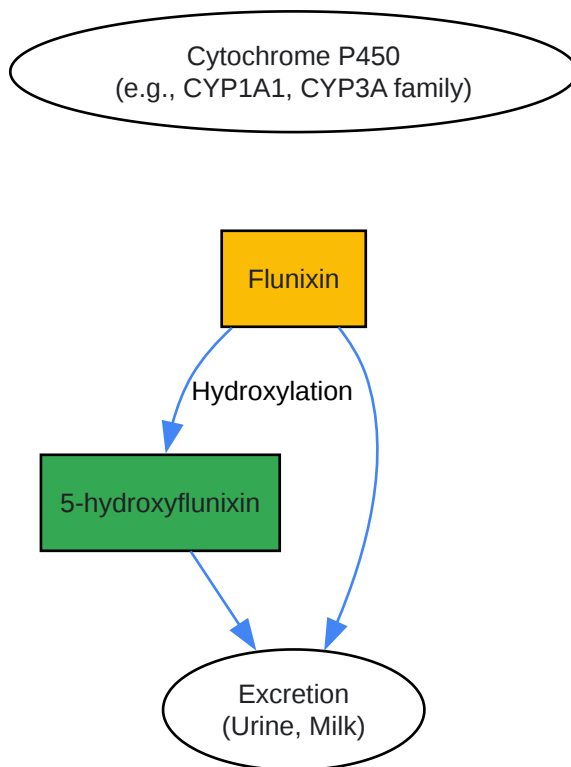 Cytochrome P450
(e.g., CYP1A1, CYP3A family)
Flunixin
Hydroxylation
5-hydroxyflunixin
Excretion
(Urine, Milk)